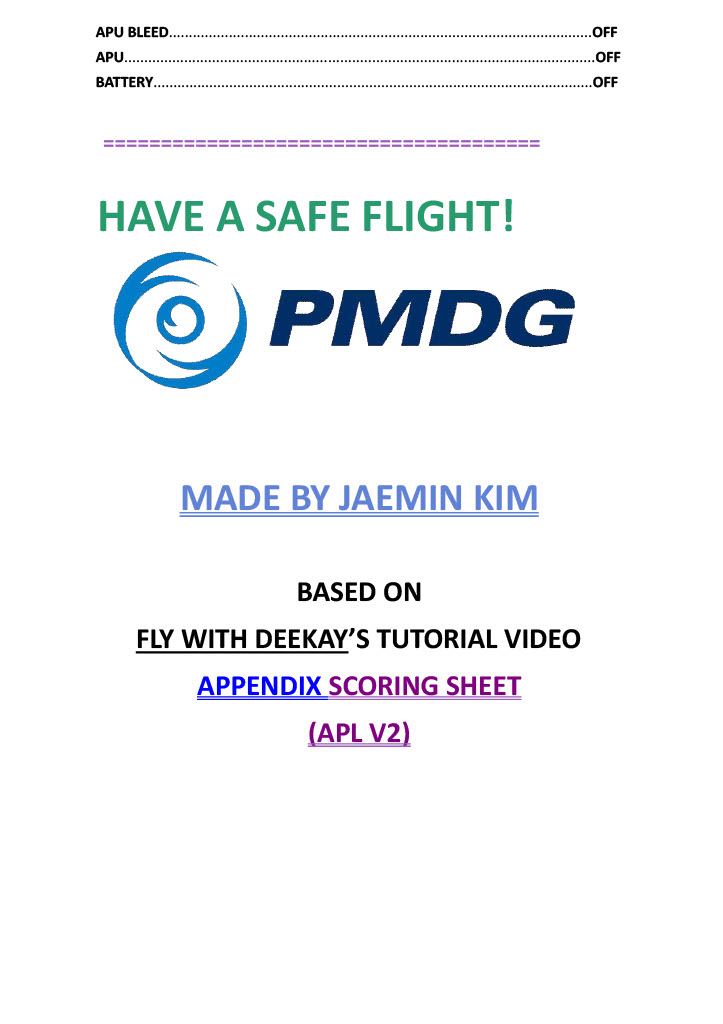 APU BLEED..........................................................................................................OFF
APU......................................................................................................................OFF
BATTERY..............................................................................................................OFF
======================================
HAVE A SAFE FLIGHT!
PMDG
MADE BY JAEMIN KIM
BASED ON
FLY WITH DEEKAY’S TUTORIAL VIDEO
APPENDIX SCORING SHEET
(APL V2)